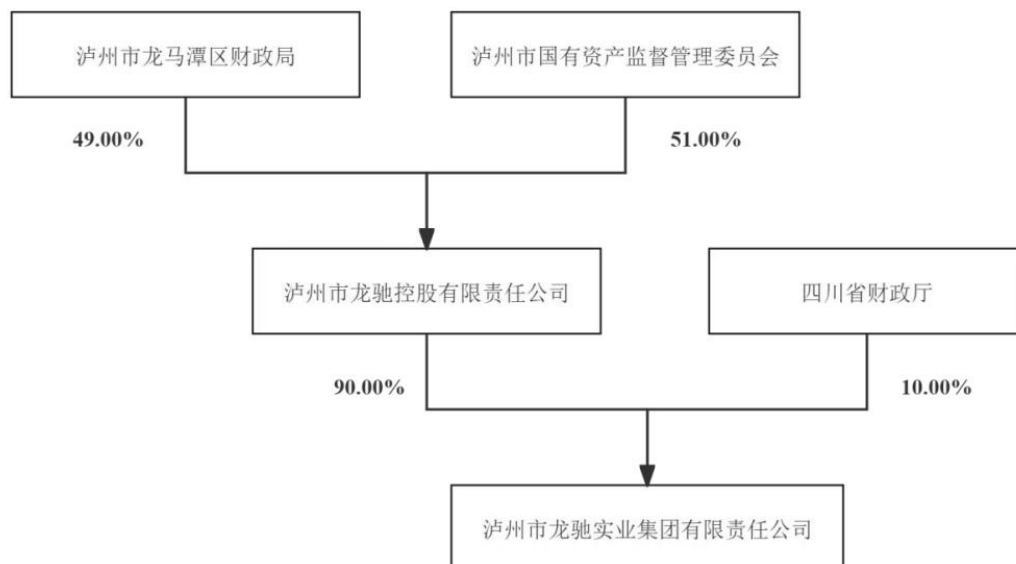 泸州市龙马潭区财政局
泸州市国有资产监督管理委员会
49.00%
51.00%
泸州市龙驰控股有限责任公司
四川省财政厅
90.00%
10.00%
泸州市龙驰实业集团有限责任公司